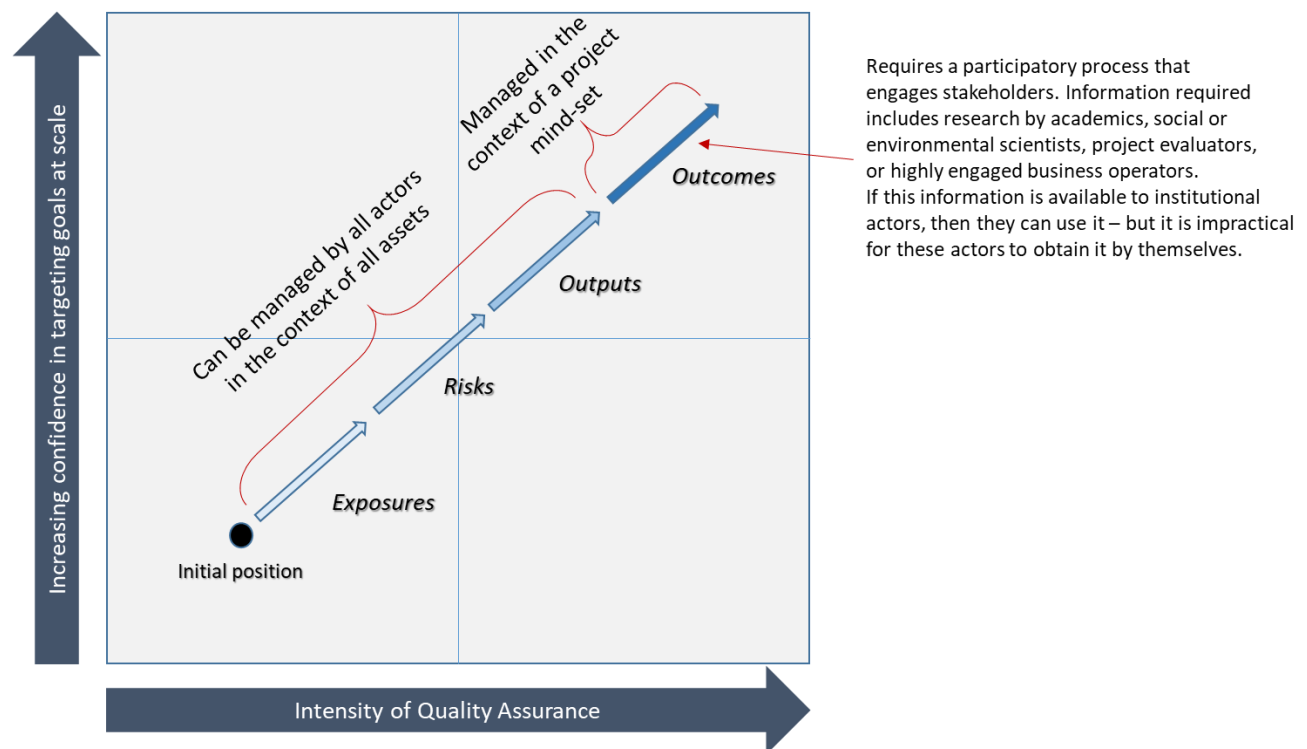 Increasing confidence in targeting goals at scale
Managed in the
context of a project
mind-set
Can be managed by all actors
in the context of all assets
Outcomes
Outputs
Risks
Exposures
Initial position
Intensity of Quality Assurance
Requires a participatory process that
engages stakeholders. Information required
includes research by academics, social or
environmental scientists, project evaluators,
or highly engaged business operators.
If this information is available to institutional
actors, then they can use it – but it is impractical
for these actors to obtain it by themselves.